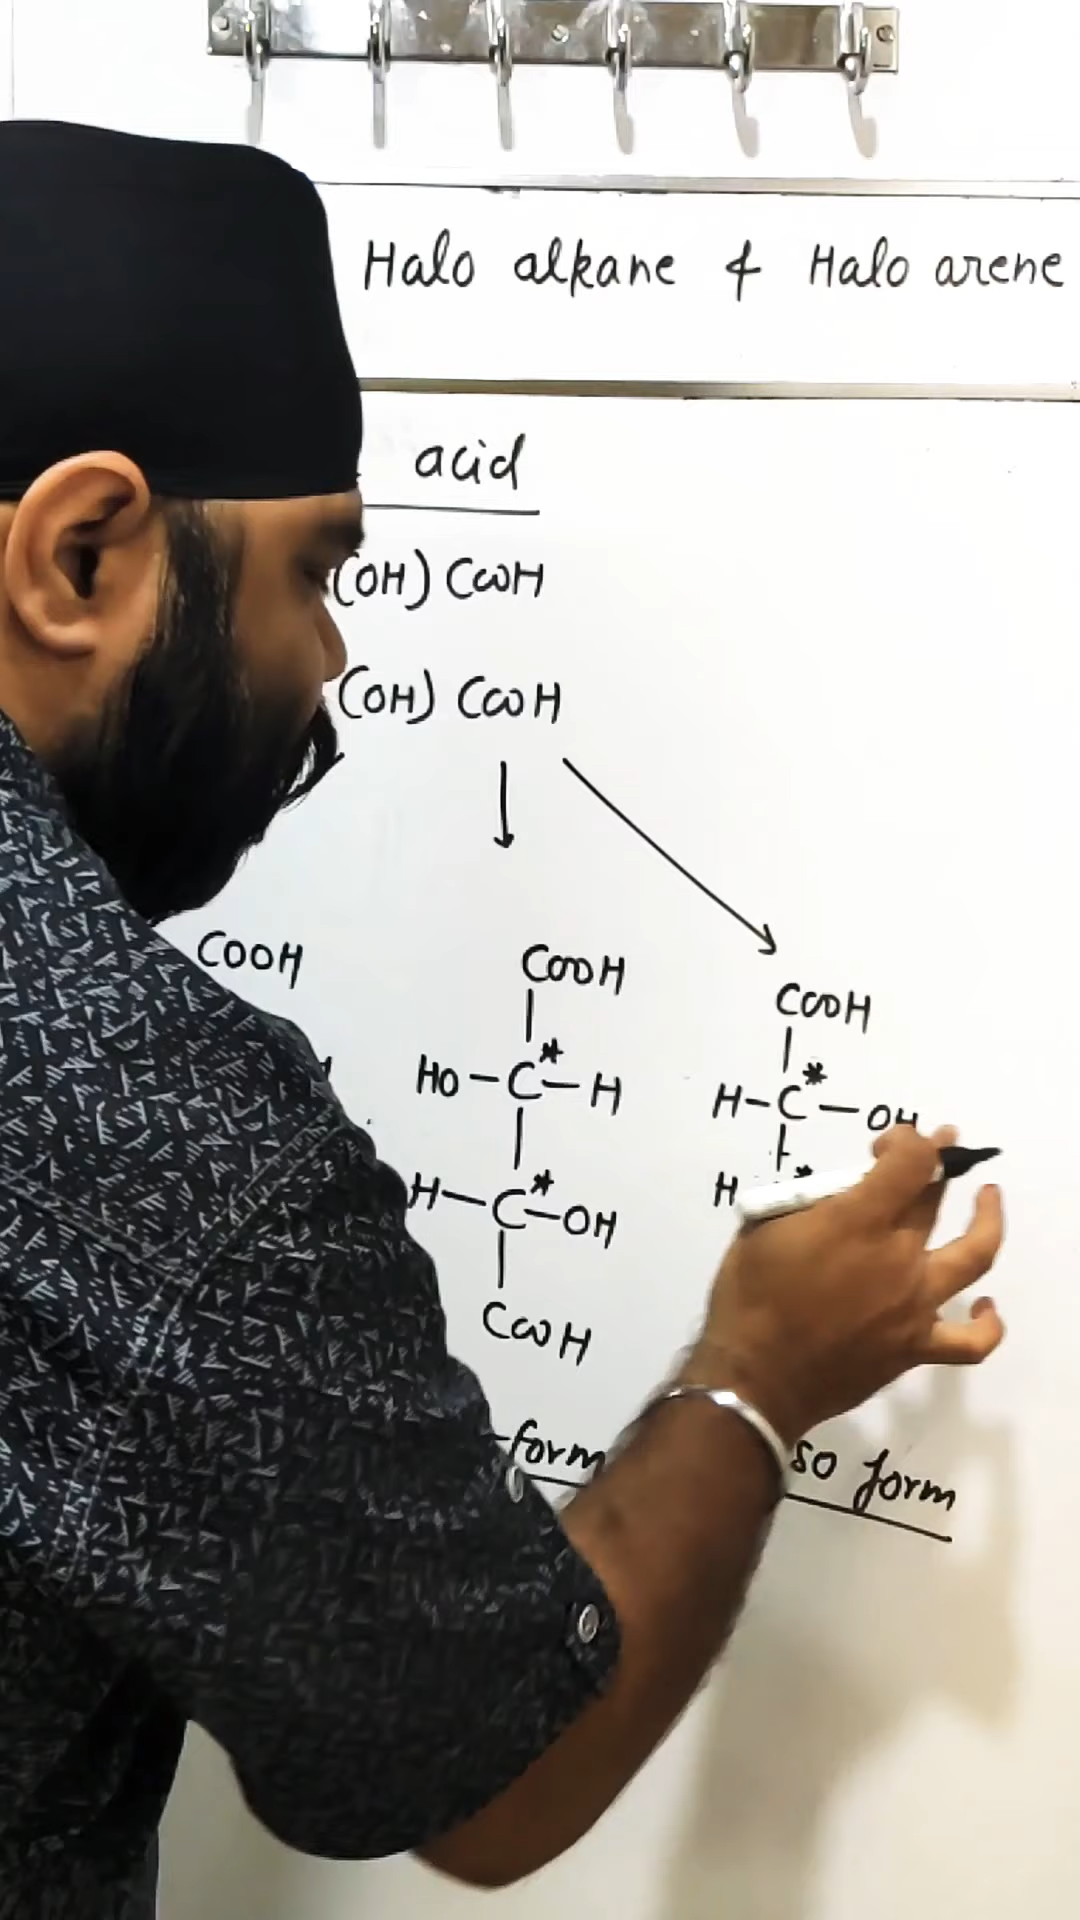 Halo alkane & Halo arene
acid
(OH) COOH
(OH) COOH
COOH
COOH
HO-C*-H
H-C*-OH
COOH
COOH
H-C*-OH
H *
-form
so form